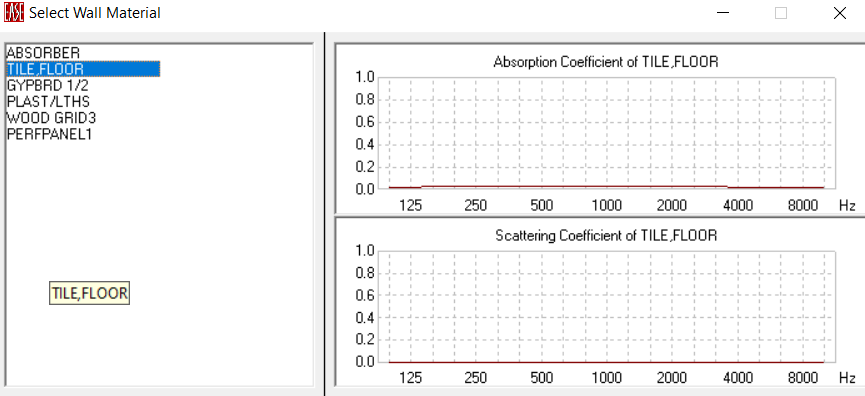 EASE Select Wall Material
ABSORBER
TILE,FLOOR
GYPBRD 1/2
PLAST/LTHS
WOOD GRID3
PERFPANEL1
TILE,FLOOR
Absorption Coefficient of TILE,FLOOR
1.0
0.8
0.6
0.4
0.2
0.0
125 250 500 1000 2000 4000 8000 Hz
Scattering Coefficient of TILE,FLOOR
1.0
0.8
0.6
0.4
0.2
0.0
125 250 500 1000 2000 4000 8000 Hz